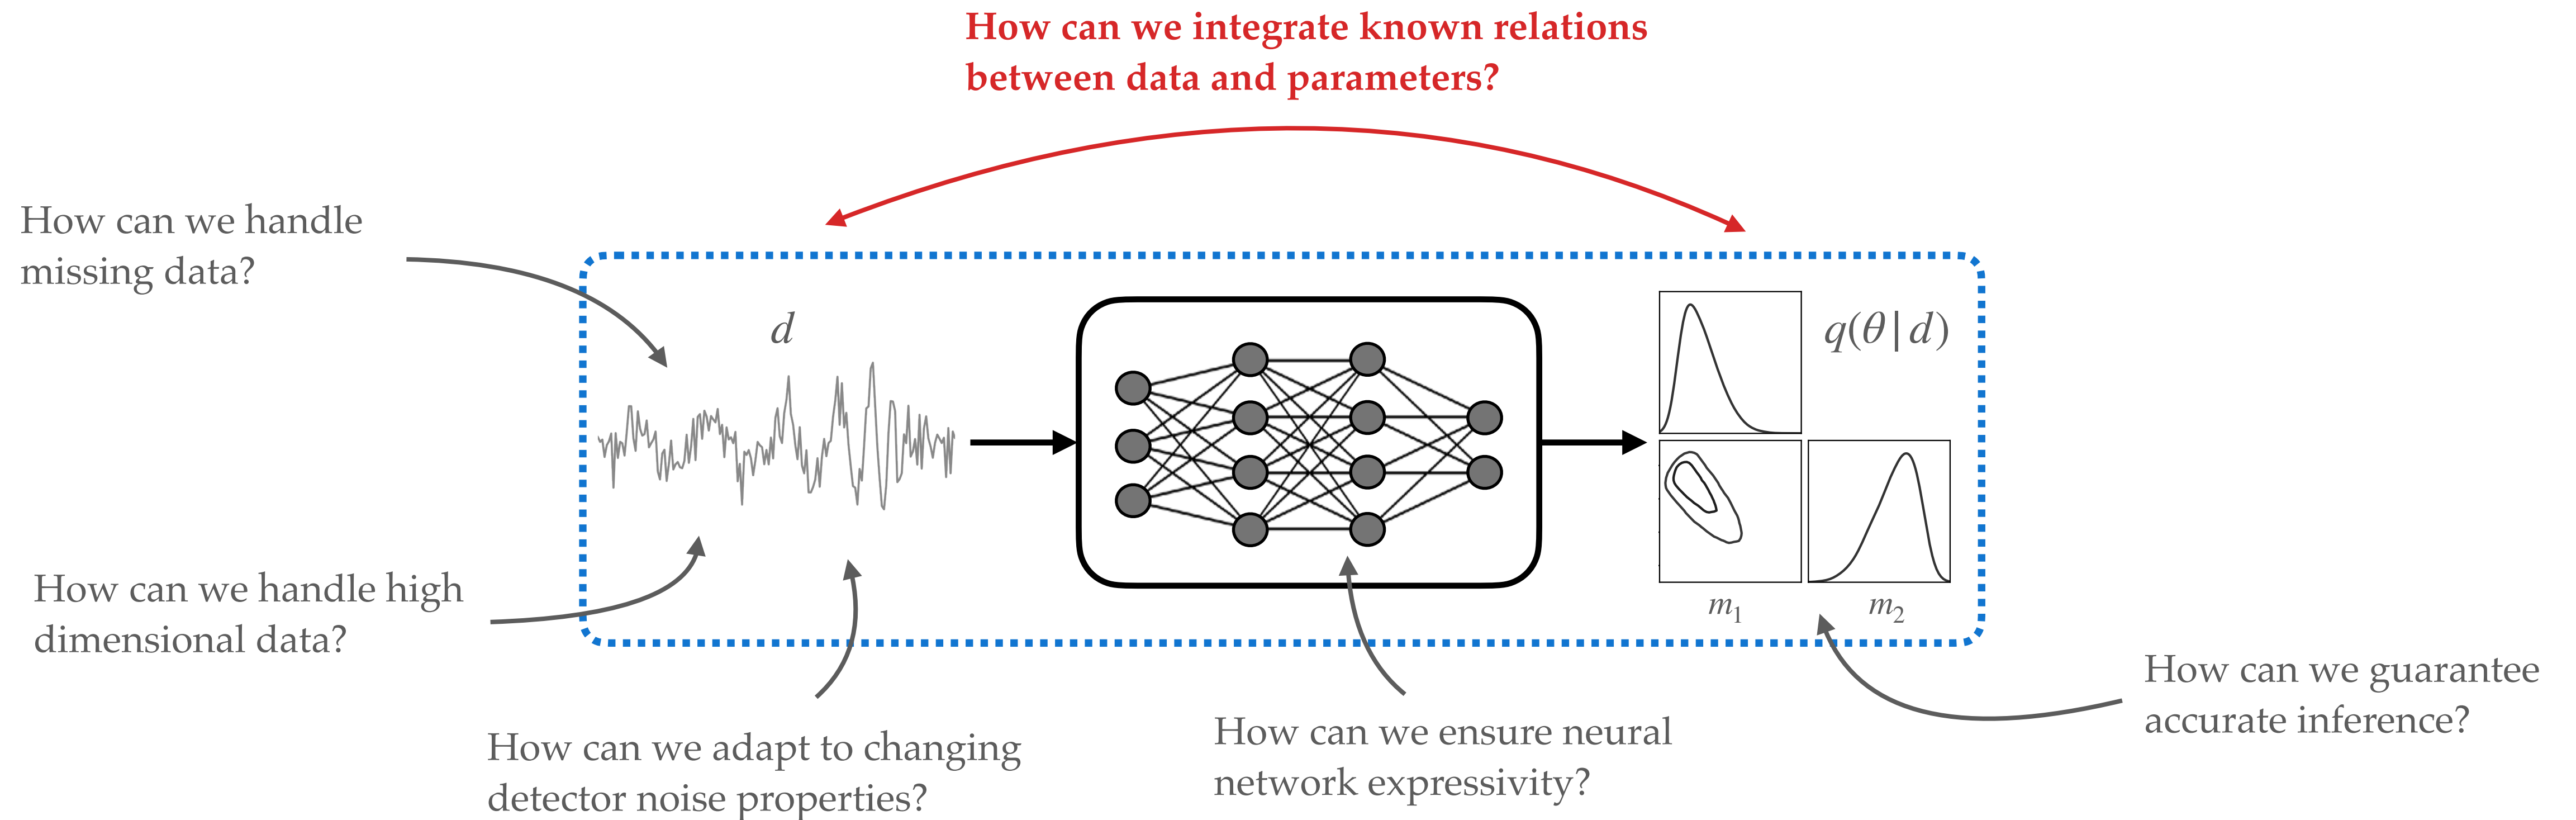 How can we integrate known relations
between data and parameters?
How can we handle
missing data?
d
q(θ|d)
How can we handle high
dimensional data?
m₁
m₂
How can we guarantee
accurate inference?
How can we adapt to changing
detector noise properties?
How can we ensure neural
network expressivity?